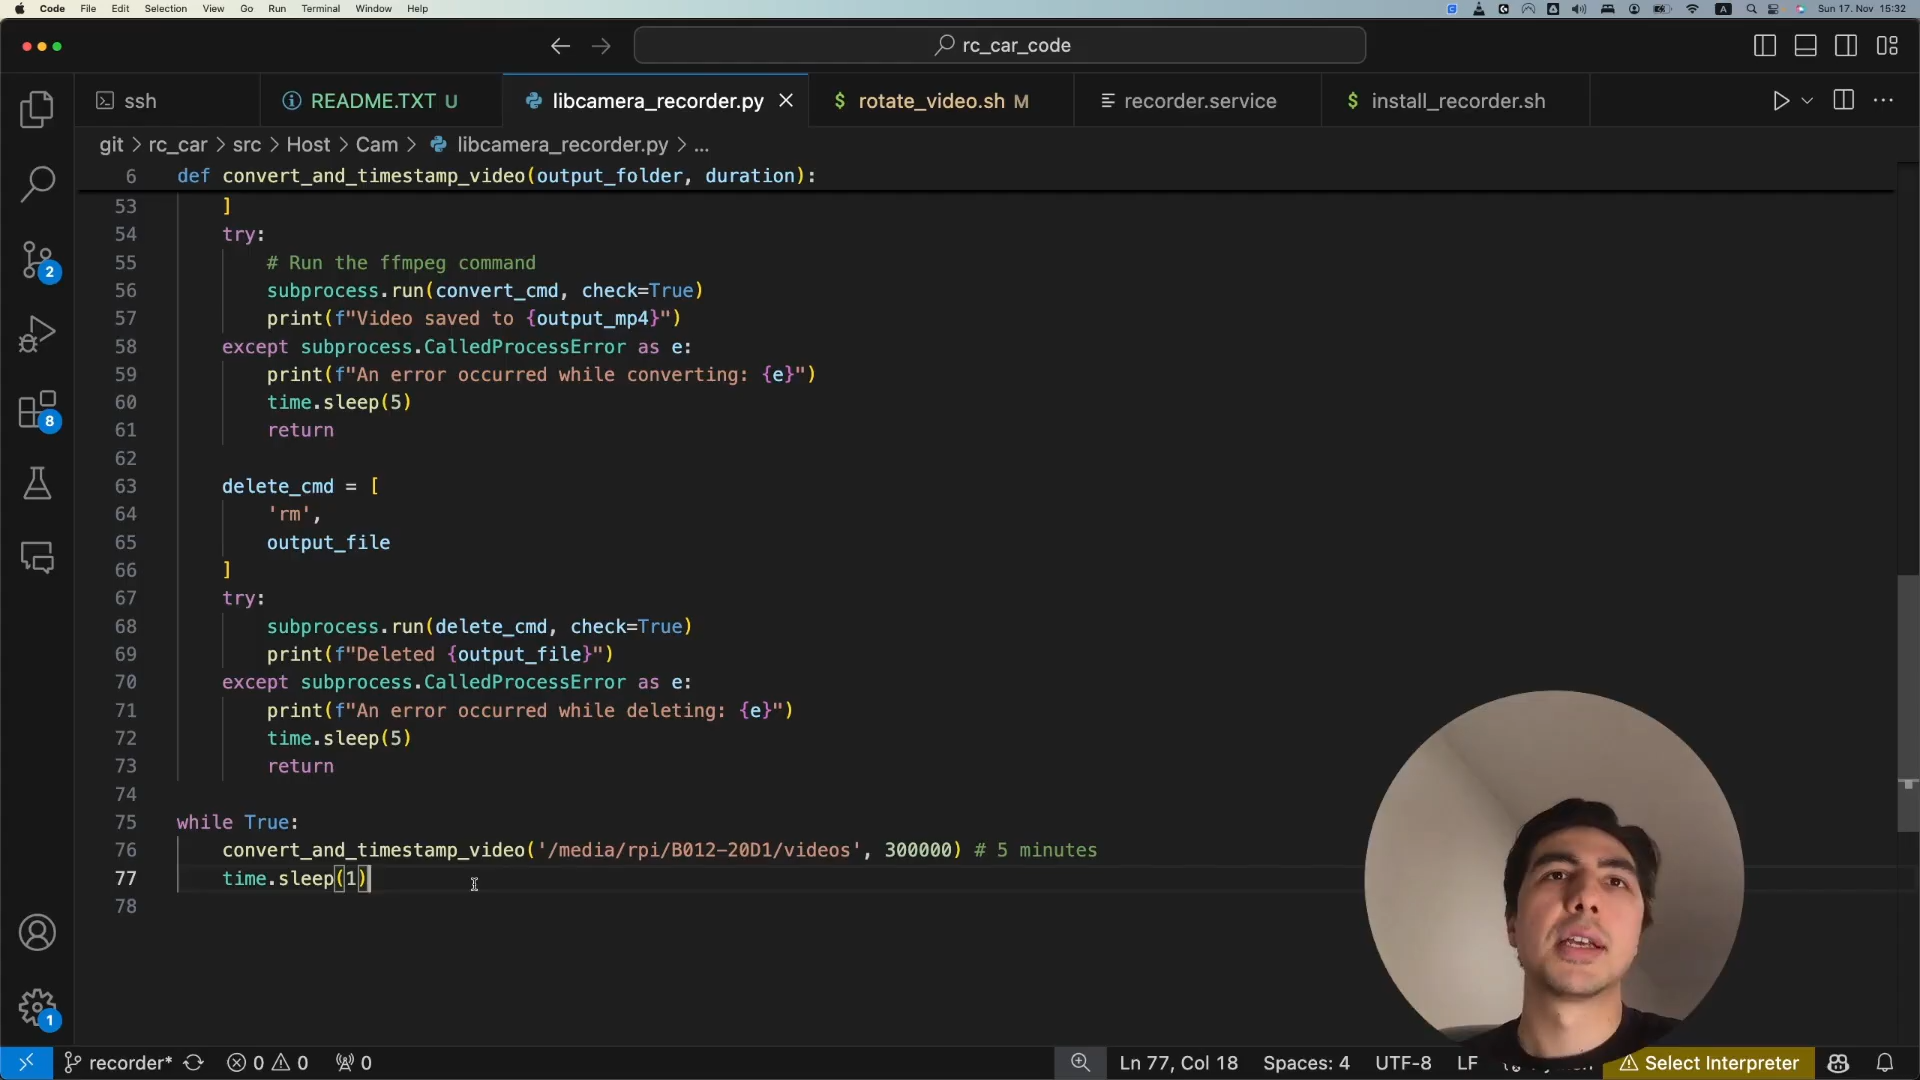 Code File Edit Selection View Go Run Terminal Window Help
Sun 17. Nov 15:32
rc_car_code
ssh
README.TXT U
libcamera_recorder.py
$ rotate_video.sh M
recorder.service
$ install_recorder.sh
git > rc_car > src > Host > Cam > libcamera_recorder.py > ...
6 def convert_and_timestamp_video(output_folder, duration):
53 ]
54 try:
55 # Run the ffmpeg command
56 subprocess.run(convert_cmd, check=True)
57 print(f"Video saved to {output_mp4}")
58 except subprocess.CalledProcessError as e:
59 print(f"An error occurred while converting: {e}")
60 time.sleep(5)
61 return
62
63 delete_cmd = [
64 'rm',
65 output_file
66 ]
67 try:
68 subprocess.run(delete_cmd, check=True)
69 print(f"Deleted {output_file}")
70 except subprocess.CalledProcessError as e:
71 print(f"An error occurred while deleting: {e}")
72 time.sleep(5)
73 return
74
75 while True:
76 convert_and_timestamp_video('/media/rpi/B012-20D1/videos', 300000) # 5 minutes
77 time.sleep(1)
78
2
8
1
recorder* 0 0 0
Ln 77, Col 18 Spaces: 4 UTF-8 LF Select Interpreter